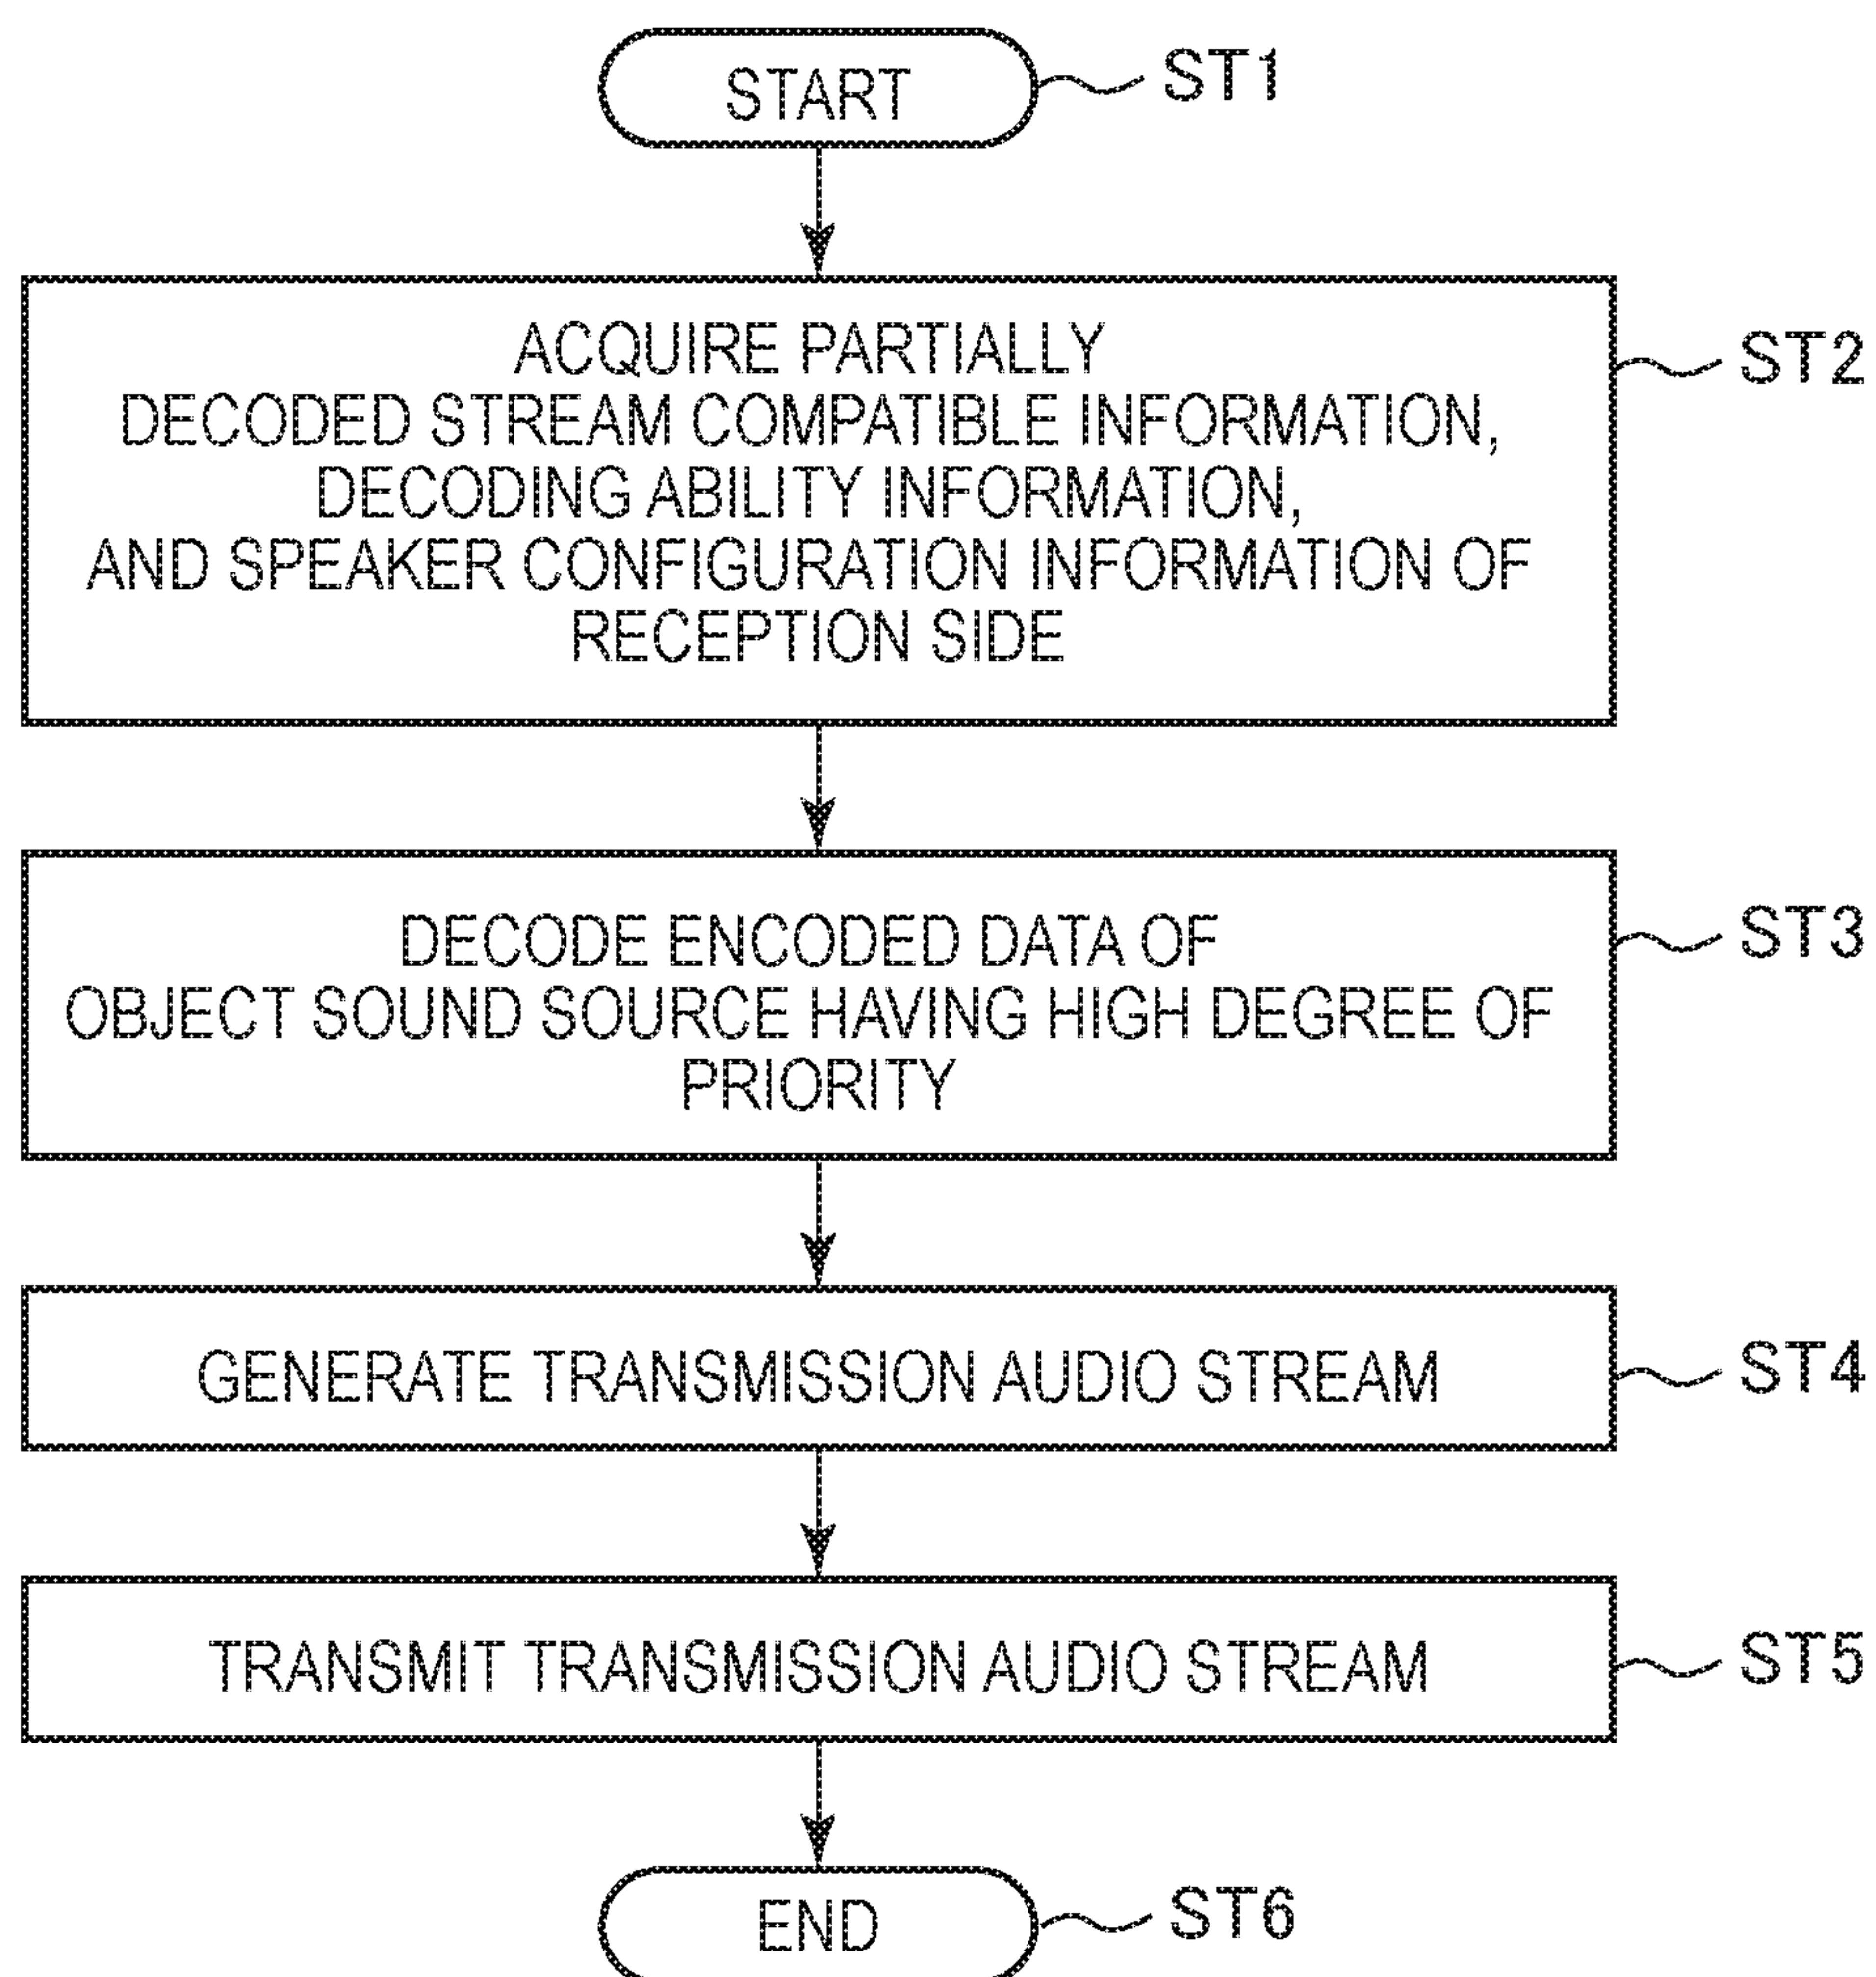 START
ST1
ACQUIRE PARTIALLY
DECODED STREAM COMPATIBLE INFORMATION,
DECODING ABILITY INFORMATION,
AND SPEAKER CONFIGURATION INFORMATION OF
RECEPTION SIDE
ST2
DECODE ENCODED DATA OF
OBJECT SOUND SOURCE HAVING HIGH DEGREE OF
PRIORITY
ST3
GENERATE TRANSMISSION AUDIO STREAM
ST4
TRANSMIT TRANSMISSION AUDIO STREAM
ST5
END
ST6